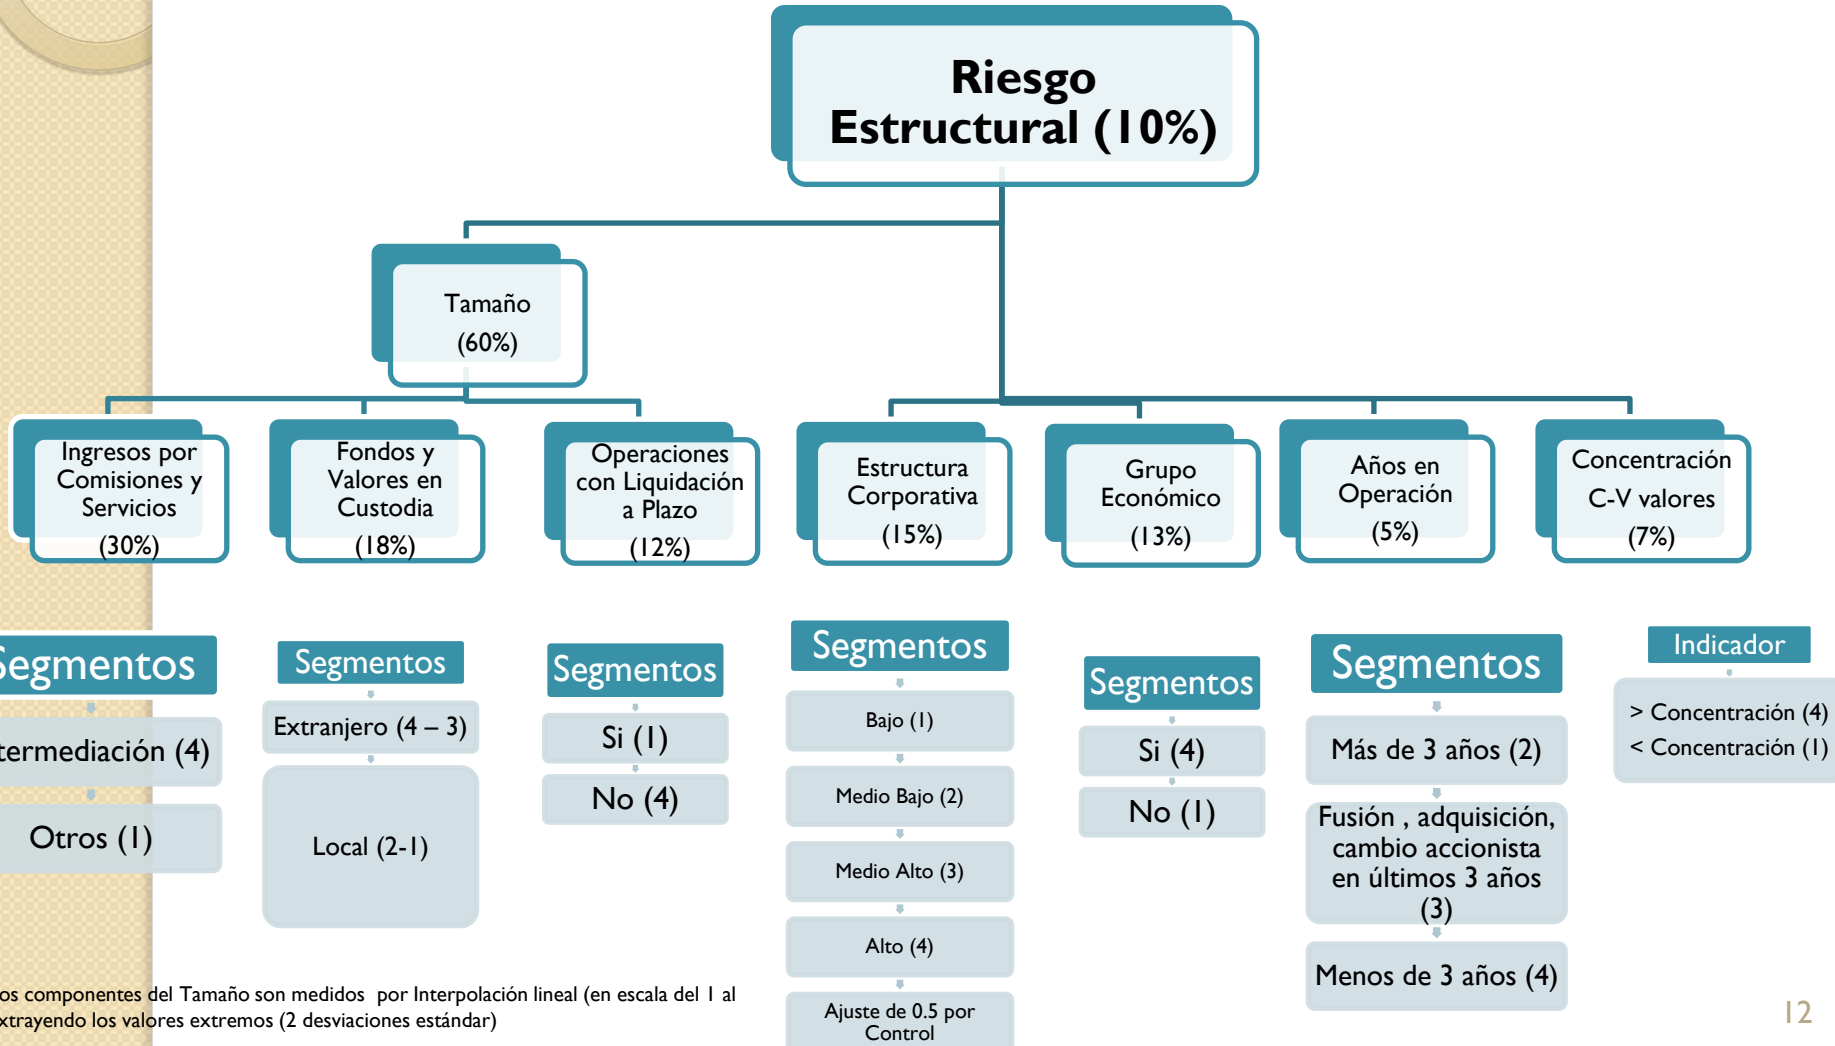 Riesgo
Estructural (10%)
Tamaño
(60%)
Ingresos por
Comisiones y
Servicios
(30%)
Fondos y
Valores en
Custodia
(18%)
Operaciones
con Liquidación
a Plazo
(12%)
Estructura
Corporativa
(15%)
Grupo
Económico
(13%)
Años en
Operación
(5%)
Concentración
C-V valores
(7%)
Segmentos
termediación (4)
Otros (1)
Segmentos
Extranjero (4 – 3)
Local (2-1)
Segmentos
Si (1)
No (4)
Segmentos
Bajo (1)
Medio Bajo (2)
Medio Alto (3)
Alto (4)
Ajuste de 0.5 por
Control
Segmentos
Si (4)
No (1)
Segmentos
Más de 3 años (2)
Fusión , adquisición,
cambio accionista
en últimos 3 años
(3)
Menos de 3 años (4)
Indicador
> Concentración (4)
< Concentración (1)
os componentes del Tamaño son medidos por Interpolación lineal (en escala del 1 al
xtrayendo los valores extremos (2 desviaciones estándar)
12